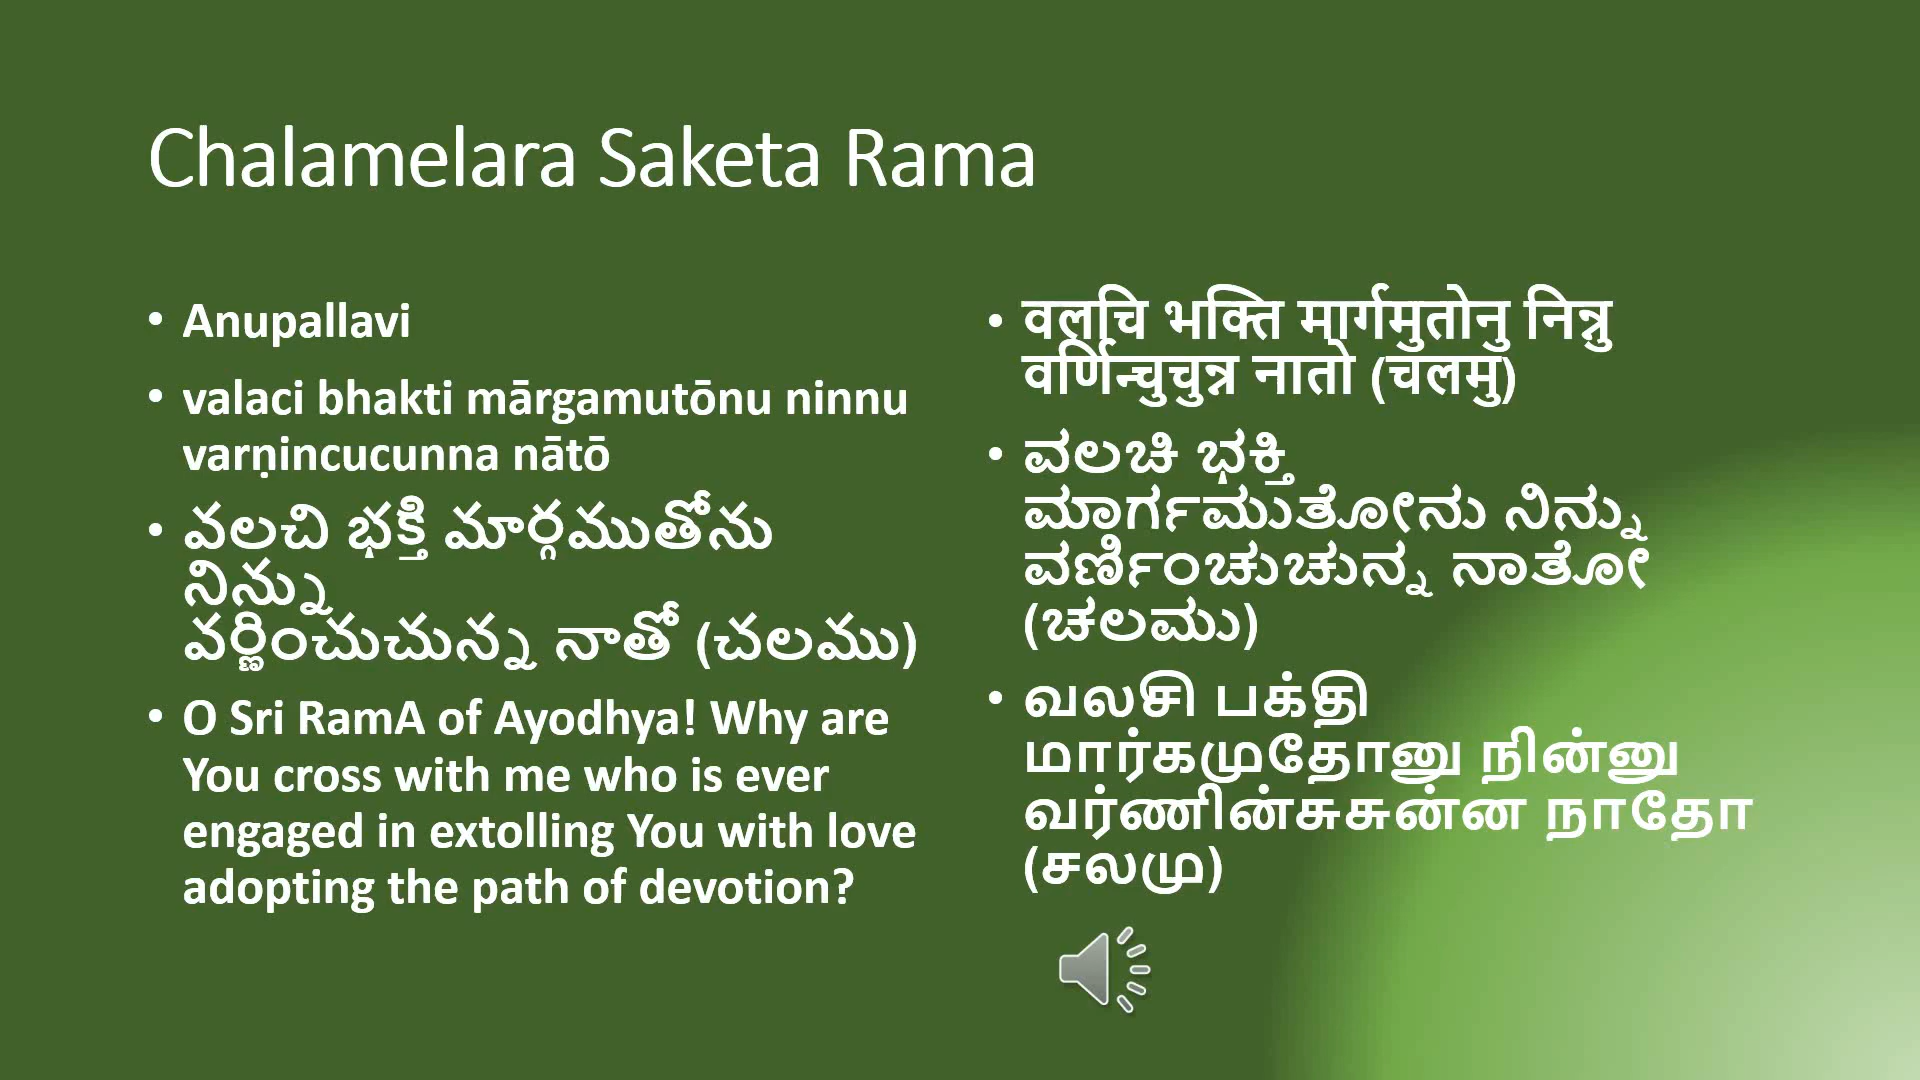 Chalamelara Saketa Rama
• Anupallavi
• valaci bhakti mārgamutōnu ninnu
varṇincucunna nātō
• వలచి భక్తి మార్గముతోను
నిన్ను
వర్ణించుచున్న నాతో (చలము)
• O Sri RamA of Ayodhya! Why are
You cross with me who is ever
engaged in extolling You with love
adopting the path of devotion?
• वलचि भक्ति मार्गमुतोनु निन्नु
वर्णिन्चुचुन्न नातो (चलमु)
• ವಲಚಿ ಭಕ್ತಿ
ಮಾರ್ಗಮುತೋನು ನಿನ್ನು
ವರ್ಣಿಂಚುಚುನ್ನ ನಾತೋ
(ಚಲಮು)
• வலசி பக்தி
மார்கமுதோனு நின்னு
வர்ணின்சுசுன்ன நாதோ
(சலமு)